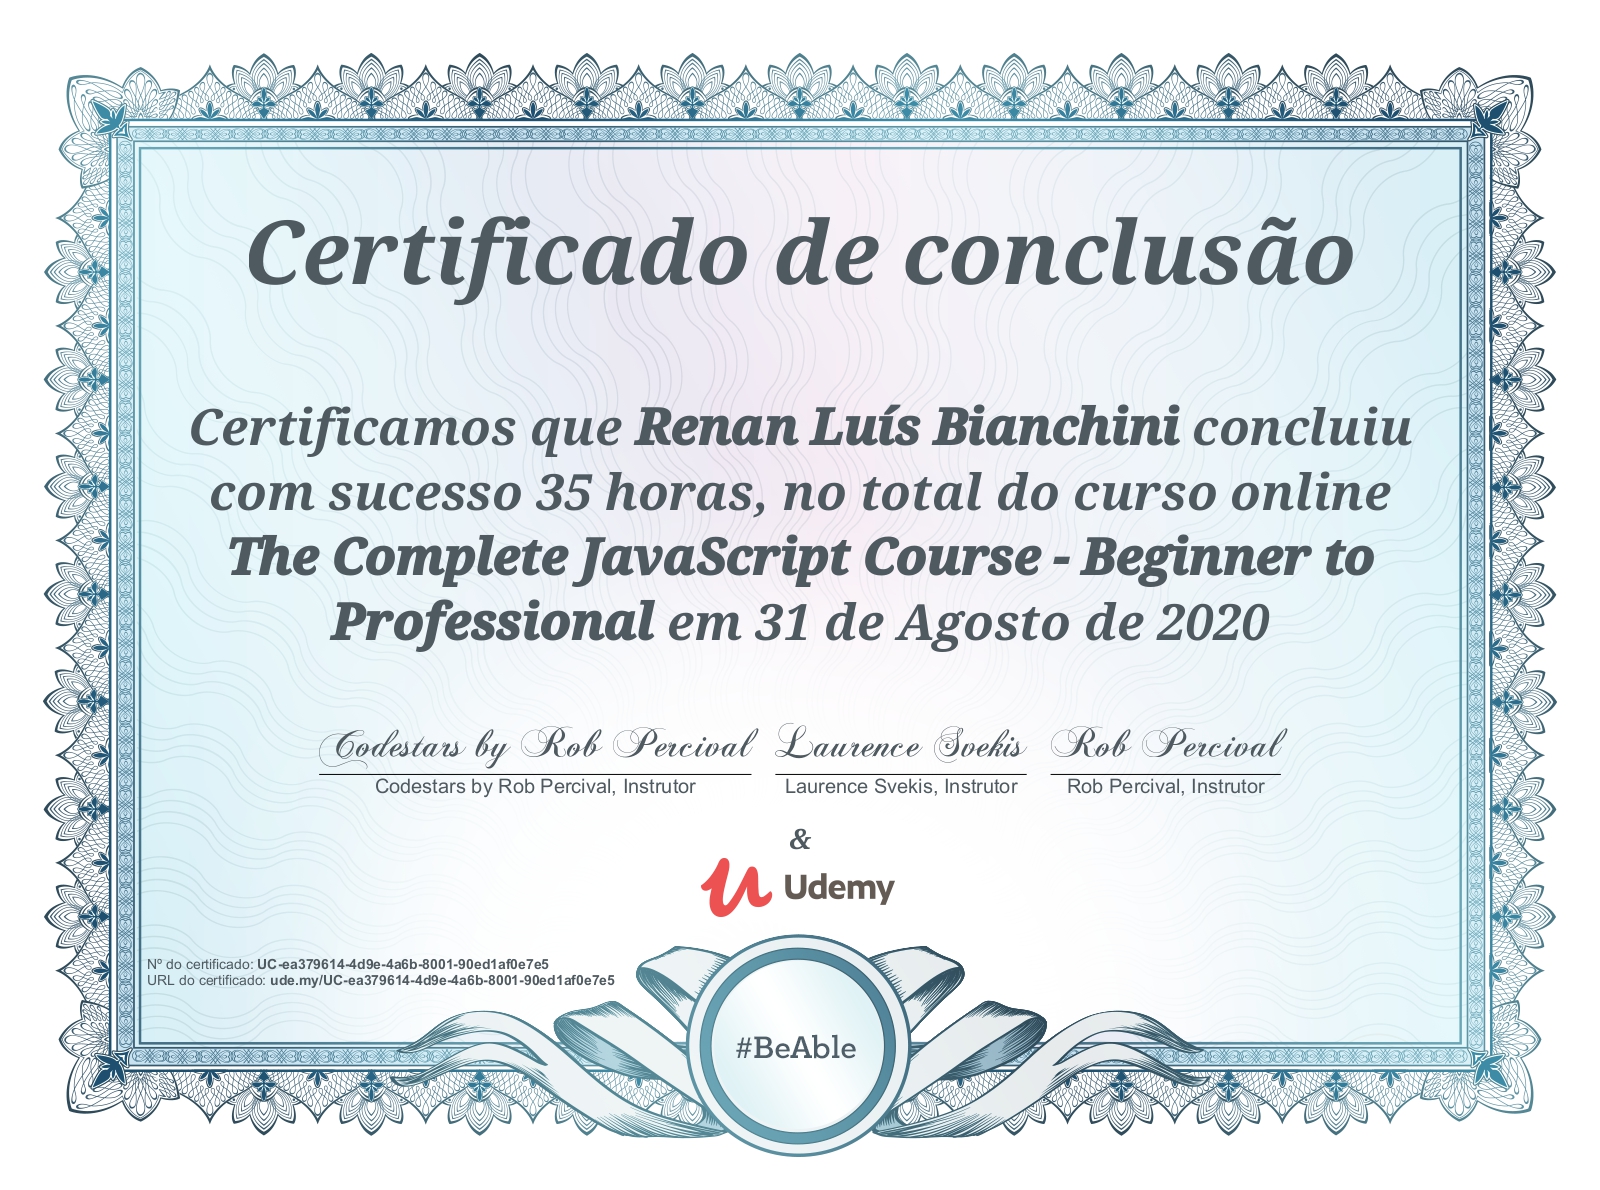 Certificado de conclusão
Certificamos que Renan Luís Bianchini concluiu
com sucesso 35 horas, no total do curso online
The Complete JavaScript Course - Beginner to
Professional em 31 de Agosto de 2020
Codestars by Rob Percival Laurence Svekis Rob Percival
Codestars by Rob Percival, Instrutor Laurence Svekis, Instrutor Rob Percival, Instrutor
&
Udemy
Nº do certificado: UC-ea379614-4d9e-4a6b-8001-90ed1af0e7e5
URL do certificado: ude.my/UC-ea379614-4d9e-4a6b-8001-90ed1af0e7e5
#BeAble